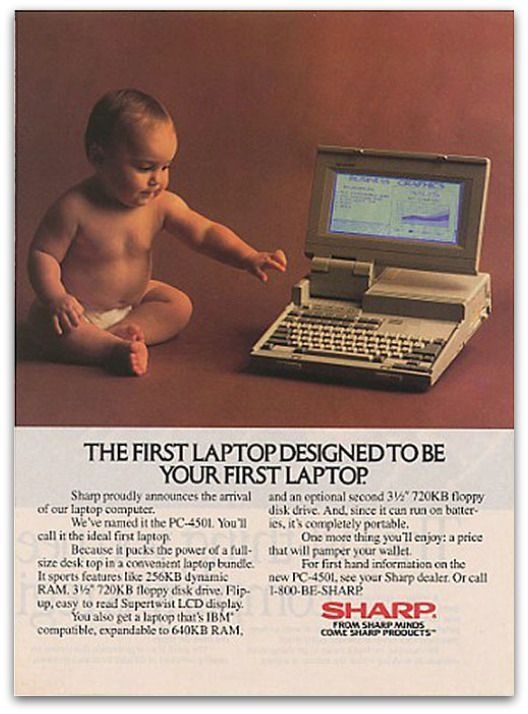 BUSINESS GRAPHICS
THE FIRST LAPTOP DESIGNED TO BE
YOUR FIRST LAPTOP.
Sharp proudly announces the arrival
of our laptop computer.
We've named it the PC-4501. You'll
call it the ideal first laptop.
Because it packs the power of a full-
size desk top in a convenient laptop bundle.
It sports features like 256KB dynamic
RAM, 3½" 720KB floppy disk drive. Flip-
up, easy to read Supertwist LCD display.
You also get a laptop that's IBM®
compatible, expandable to 640KB RAM,
and an optional second 3½" 720KB floppy
disk drive. And, since it can run on batter-
ies, it's completely portable.
One more thing you'll enjoy: a price
that will pamper your wallet.
For first hand information on the
new PC-4501, see your Sharp dealer. Or call
1-800-BE-SHARP.
SHARP®
FROM SHARP MINDS
COME SHARP PRODUCTS™